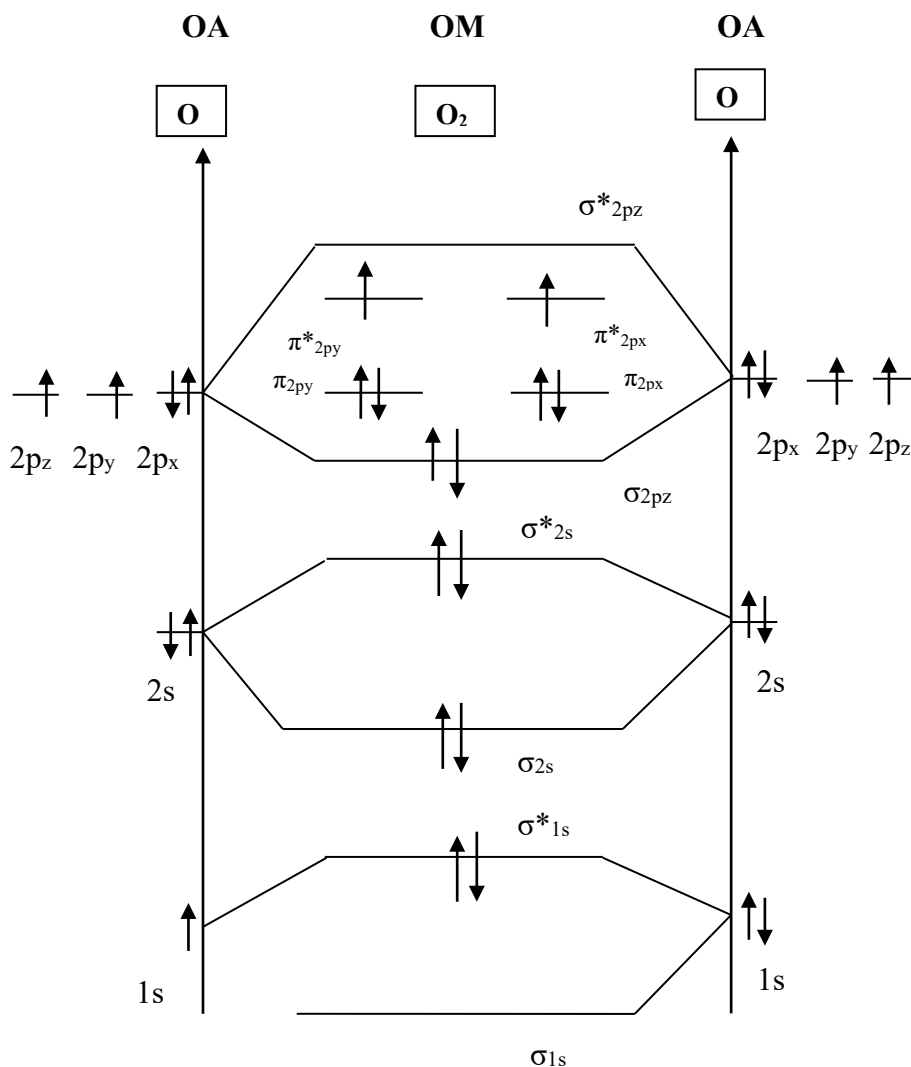 OA OM OA
O O₂ O
σ*2pz
π*2py π*2px
π2py π2px
2pz 2py 2px 2px 2py 2pz
σ2pz
σ*2s
2s 2s
σ2s
σ*1s
1s 1s
σ1s